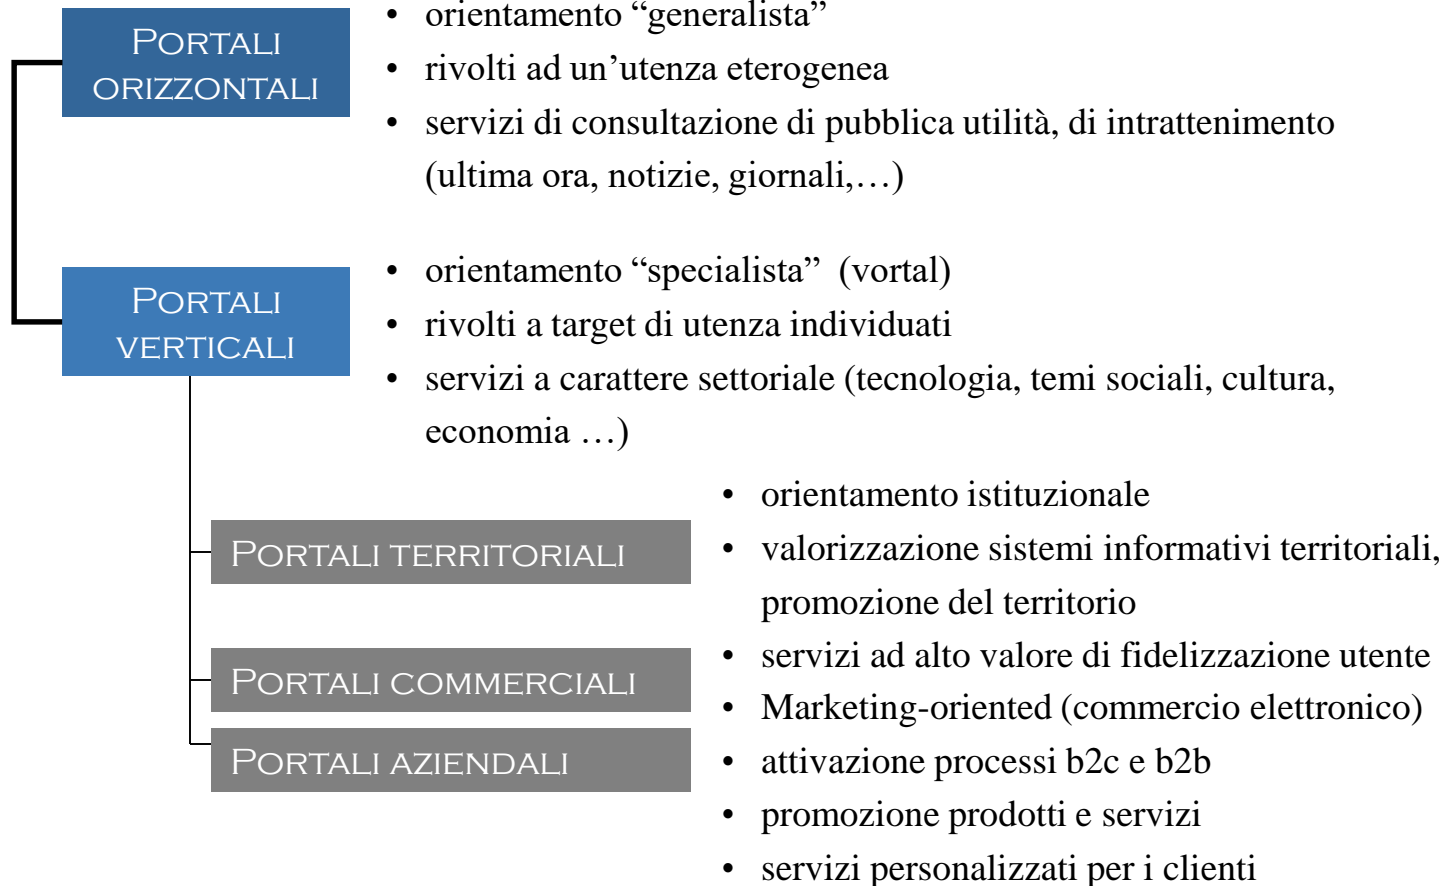 PORTALI
ORIZZONTALI
• orientamento “generalista”
• rivolti ad un’utenza eterogenea
• servizi di consultazione di pubblica utilità, di intrattenimento
(ultima ora, notizie, giornali,…)
PORTALI
VERTICALI
• orientamento “specialista” (vortal)
• rivolti a target di utenza individuati
• servizi a carattere settoriale (tecnologia, temi sociali, cultura,
economia …)
PORTALI TERRITORIALI
• orientamento istituzionale
• valorizzazione sistemi informativi territoriali,
promozione del territorio
PORTALI COMMERCIALI
• servizi ad alto valore di fidelizzazione utente
• Marketing-oriented (commercio elettronico)
PORTALI AZIENDALI
• attivazione processi b2c e b2b
• promozione prodotti e servizi
• servizi personalizzati per i clienti